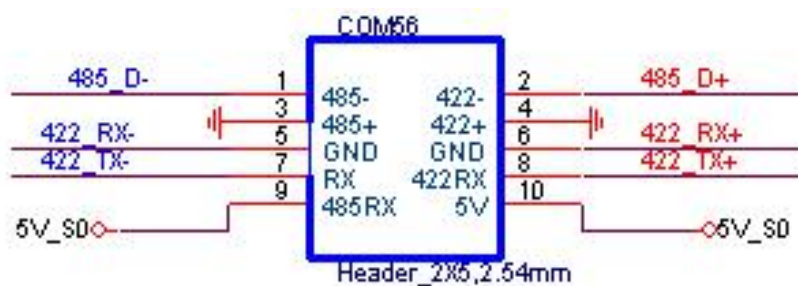 COM56
485_D- 1 2 485_D+
485- 422-
3 4
485+ 422+
422_RX- 5 6 422_RX+
GND GND
422_TX- 7 8 422_TX+
RX 422RX
9 10
485RX 5V
5V_S0 5V_S0
Header_2X5,2.54mm